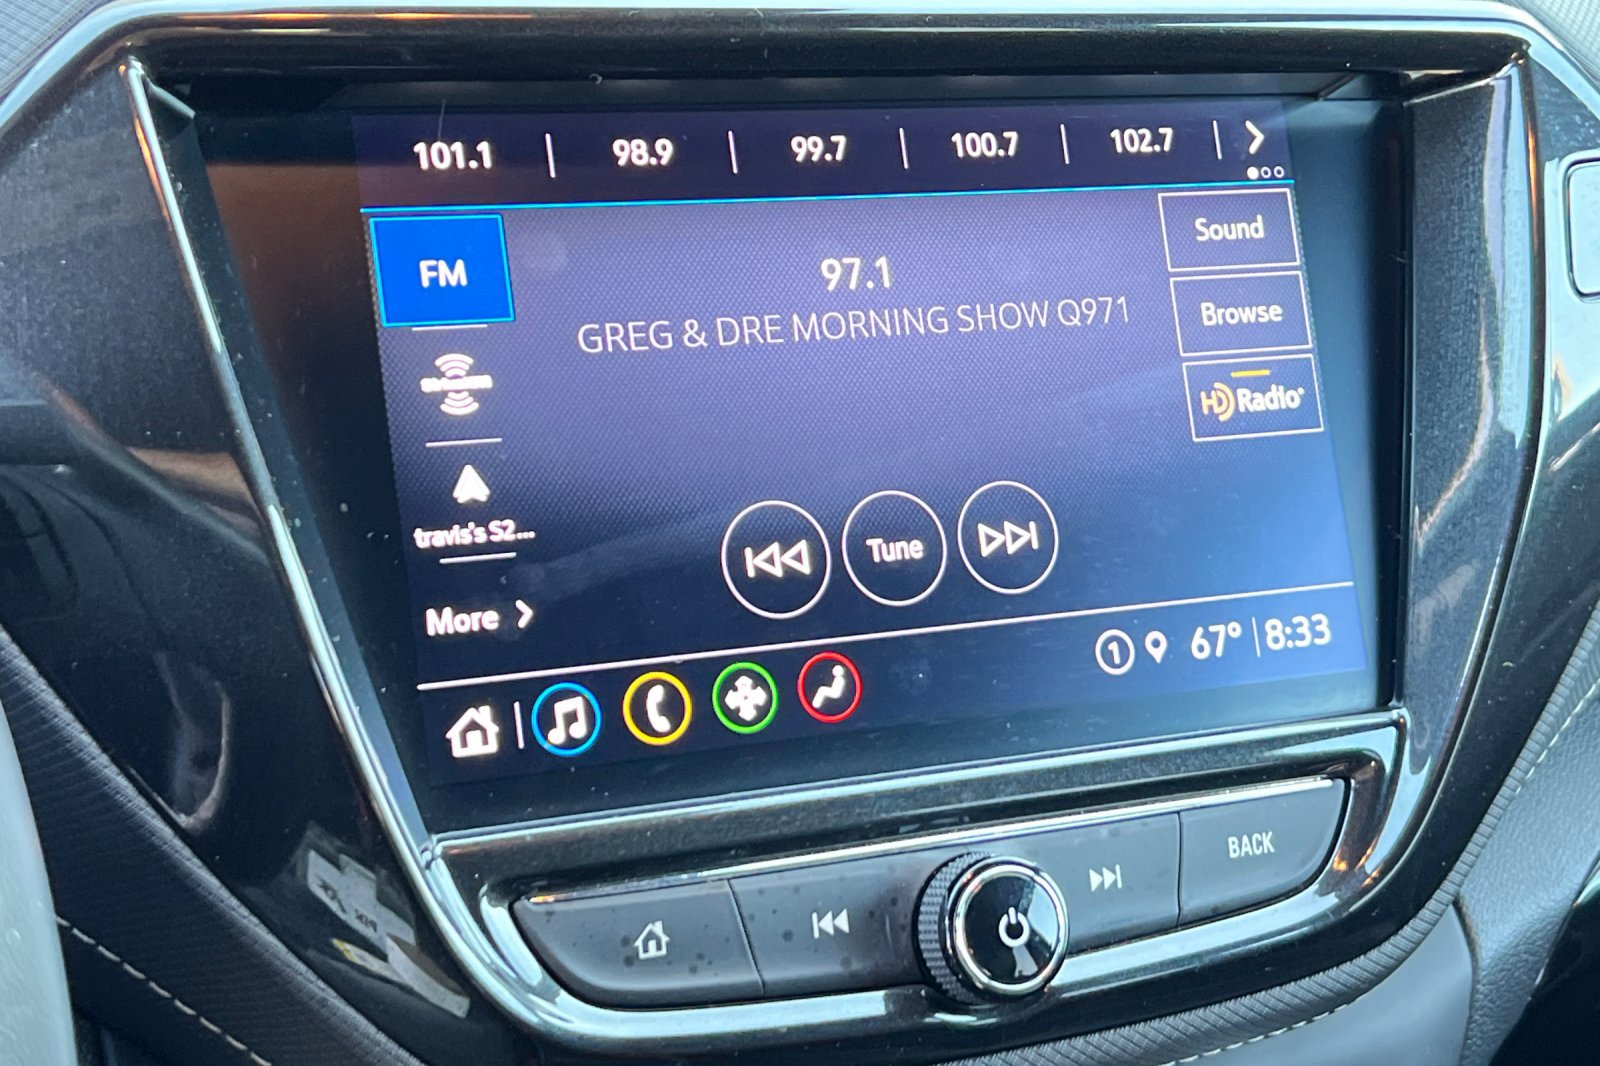 101.1 | 98.9 | 99.7 | 100.7 | 102.7 |
FM
97.1
GREG & DRE MORNING SHOW Q971
Sound
Browse
HD Radio®
travis's S2...
Tune
More
1 67° | 8:33
BACK